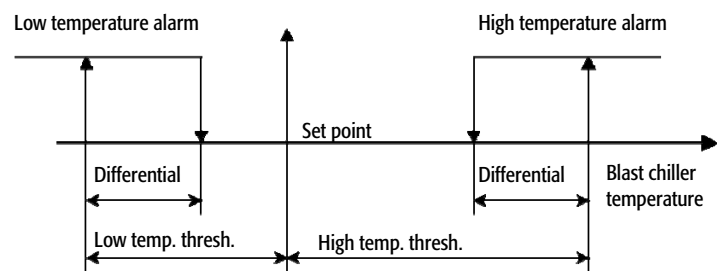 Low temperature alarm
High temperature alarm
Set point
Differential
Differential
Blast chiller
temperature
Low temp. thresh.
High temp. thresh.